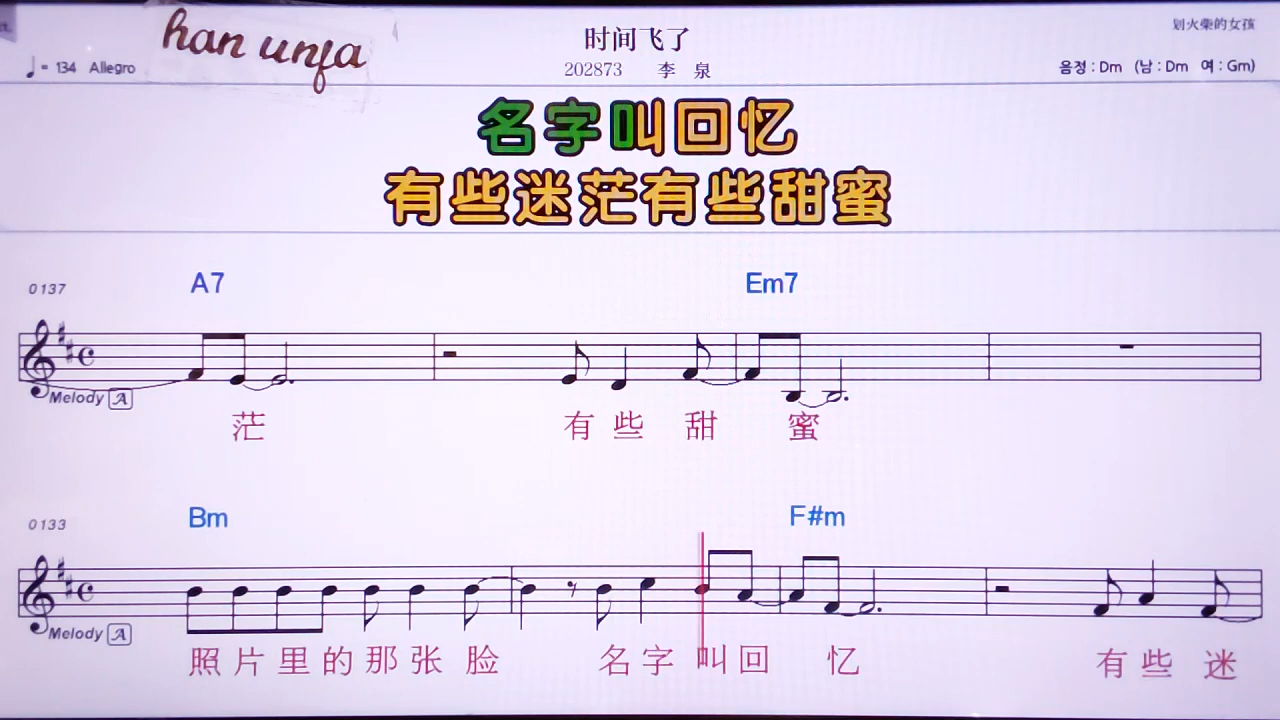 han unfa
时间飞了
划火柴的女孩
♩= 134 Allegro
202873 李 泉
음정 : Dm (남 : Dm 여 : Gm)
名字叫回忆
有些迷茫有些甜蜜
0137 A7 Em7
Melody A
茫 有些 甜 蜜
0133 Bm F#m
Melody A
照片里的那张脸 名字叫回 忆 有些 迷